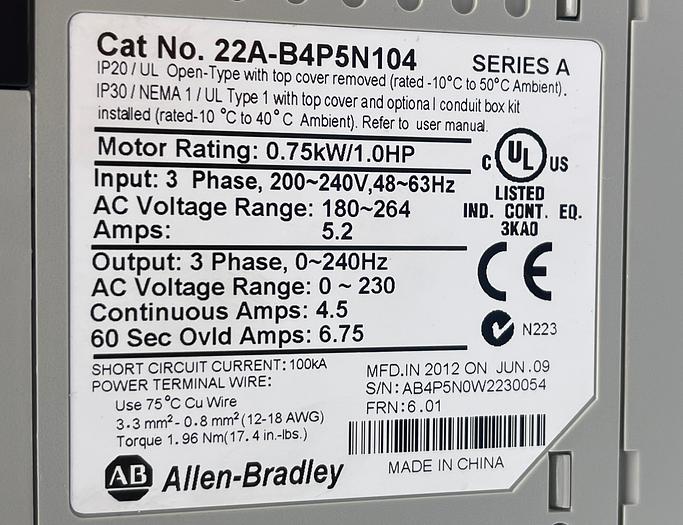 Cat No. 22A-B4P5N104 SERIES A
IP20 / UL Open-Type with top cover removed (rated -10°C to 50°C Ambient).
IP30 / NEMA 1 / UL Type 1 with top cover and optional conduit box kit
installed (rated-10 °C to 40°C Ambient). Refer to user manual.
Motor Rating: 0.75kW/1.0HP
Input: 3 Phase, 200~240V,48~63Hz
AC Voltage Range: 180~264
Amps: 5.2
C UL US
LISTED
IND. CONT. EQ.
3KA0
Output: 3 Phase, 0~240Hz
AC Voltage Range: 0 ~ 230
Continuous Amps: 4.5
60 Sec Ovld Amps: 6.75
CE
N223
SHORT CIRCUIT CURRENT: 100kA
POWER TERMINAL WIRE:
Use 75°C Cu Wire
3.3 mm²- 0.8 mm² (12-18 AWG)
Torque 1.96 Nm(17.4 in.-lbs.)
MFD.IN 2012 ON JUN.09
S/N: AB4P5N0W2230054
FRN: 6.01
AB Allen-Bradley
MADE IN CHINA